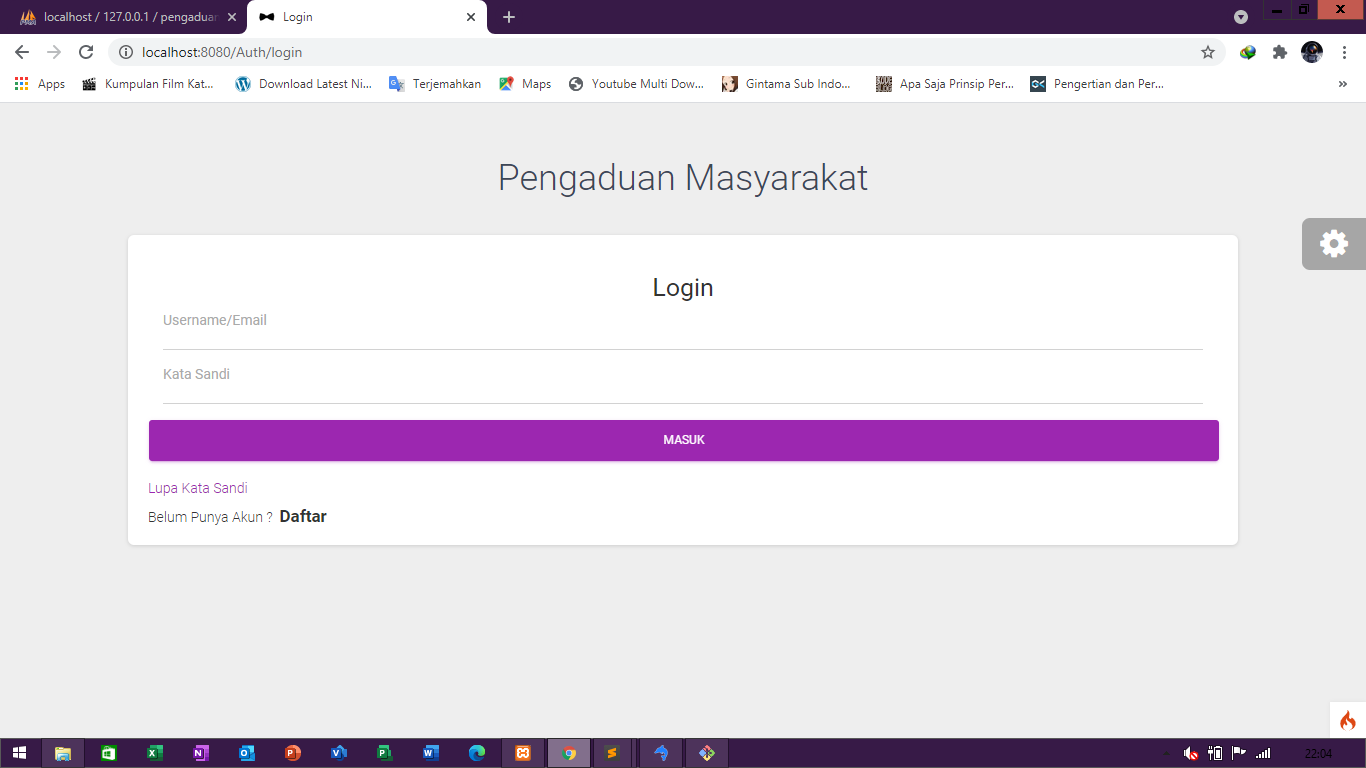 localhost / 127.0.0.1 / pengaduan
Login
localhost:8080/Auth/login
Apps
Kumpulan Film Kat...
Download Latest Ni...
Terjemahkan
Maps
Youtube Multi Dow...
Gintama Sub Indo...
Apa Saja Prinsip Per...
Pengertian dan Per...
»
Pengaduan Masyarakat
Login
Username/Email
Kata Sandi
MASUK
Lupa Kata Sandi
Belum Punya Akun ? Daftar
22:04